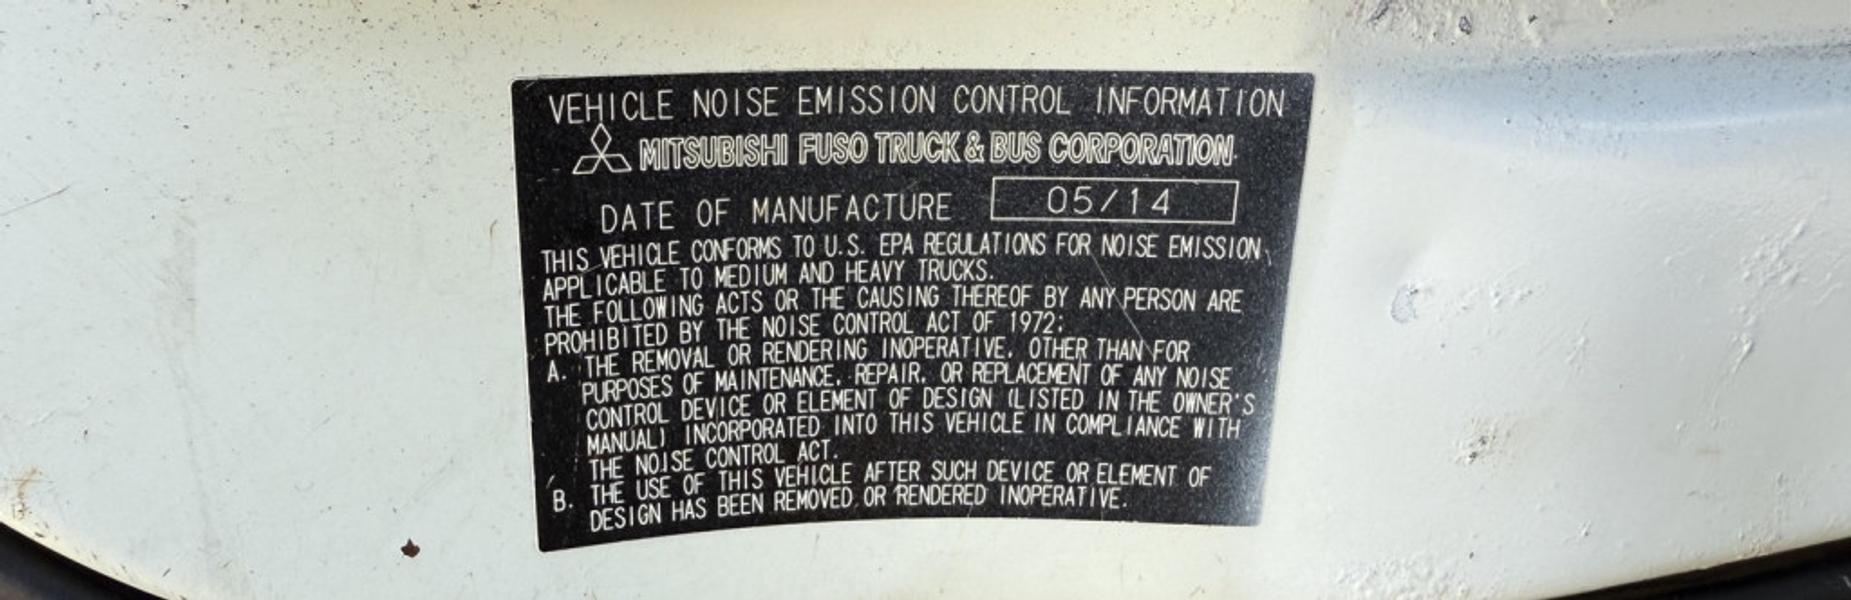 VEHICLE NOISE EMISSION CONTROL INFORMATION
MITSUBISHI FUSO TRUCK & BUS CORPORATION
DATE OF MANUFACTURE 05/14
THIS VEHICLE CONFORMS TO U.S. EPA REGULATIONS FOR NOISE EMISSION
APPLICABLE TO MEDIUM AND HEAVY TRUCKS.
THE FOLLOWING ACTS OR THE CAUSING THEREOF BY ANY PERSON ARE
PROHIBITED BY THE NOISE CONTROL ACT OF 1972:
A. THE REMOVAL OR RENDERING INOPERATIVE, OTHER THAN FOR
PURPOSES OF MAINTENANCE, REPAIR, OR REPLACEMENT OF ANY NOISE
CONTROL DEVICE OR ELEMENT OF DESIGN (LISTED IN THE OWNER'S
MANUAL) INCORPORATED INTO THIS VEHICLE IN COMPLIANCE WITH
THE NOISE CONTROL ACT.
B. THE USE OF THIS VEHICLE AFTER SUCH DEVICE OR ELEMENT OF
DESIGN HAS BEEN REMOVED OR RENDERED INOPERATIVE.